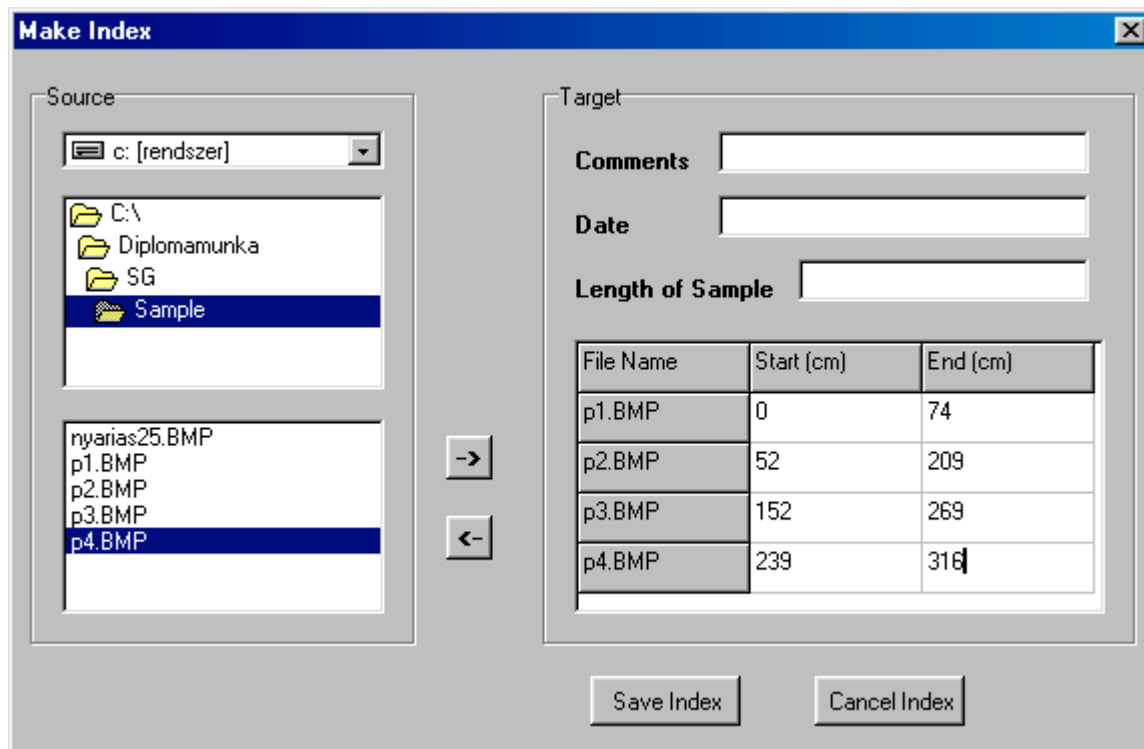 Make Index
Source
c: [rendszer]
C:\
Diplomamunka
SG
Sample
nyarias25.BMP
p1.BMP
p2.BMP
p3.BMP
p4.BMP
->
<-
Target
Comments
Date
Length of Sample
File Name Start (cm) End (cm)
p1.BMP 0 74
p2.BMP 52 209
p3.BMP 152 269
p4.BMP 239 316
Save Index Cancel Index